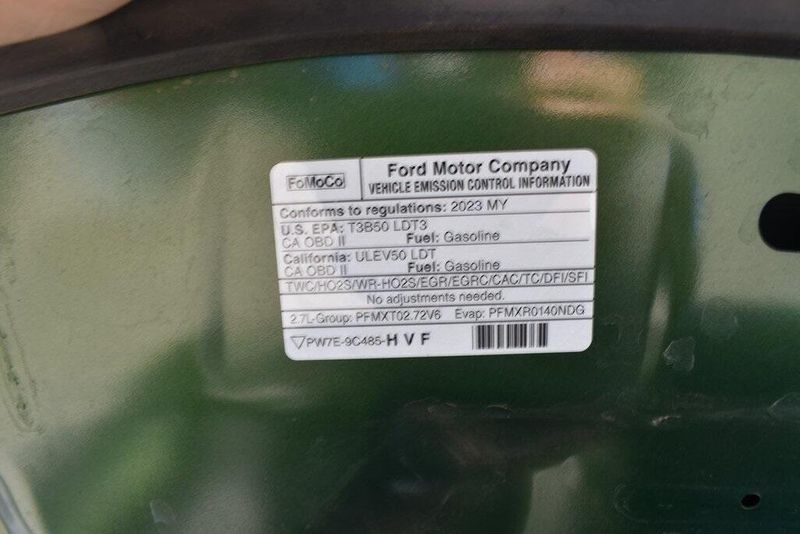 FoMoCo
Ford Motor Company
VEHICLE EMISSION CONTROL INFORMATION
Conforms to regulations: 2023 MY
U.S. EPA: T3B50 LDT3
CA OBD II Fuel: Gasoline
California: ULEV50 LDT
CA OBD II Fuel: Gasoline
TWC/HO2S/WR-HO2S/EGR/EGRC/CAC/TC/DFI/SFI
No adjustments needed.
2.7L-Group: PFMXT02.72V6 Evap: PFMXR0140NDG
PW7E-9C485-H V F